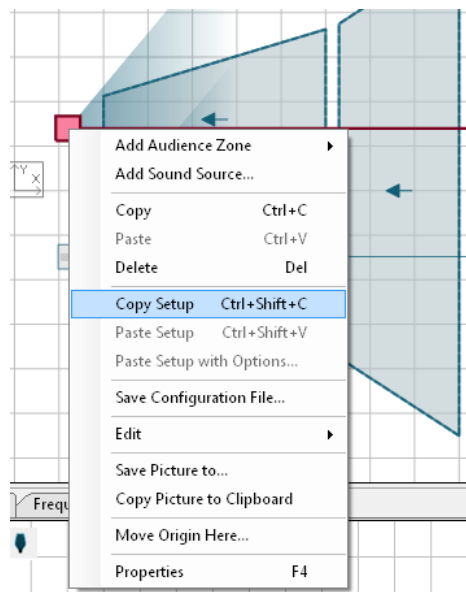 Y
X
Add Audience Zone
Add Sound Source...
Copy Ctrl+C
Paste Ctrl+V
Delete Del
Copy Setup Ctrl+Shift+C
Paste Setup Ctrl+Shift+V
Paste Setup with Options...
Save Configuration File...
Edit
Save Picture to...
Copy Picture to Clipboard
Frequ
Move Origin Here...
Properties F4